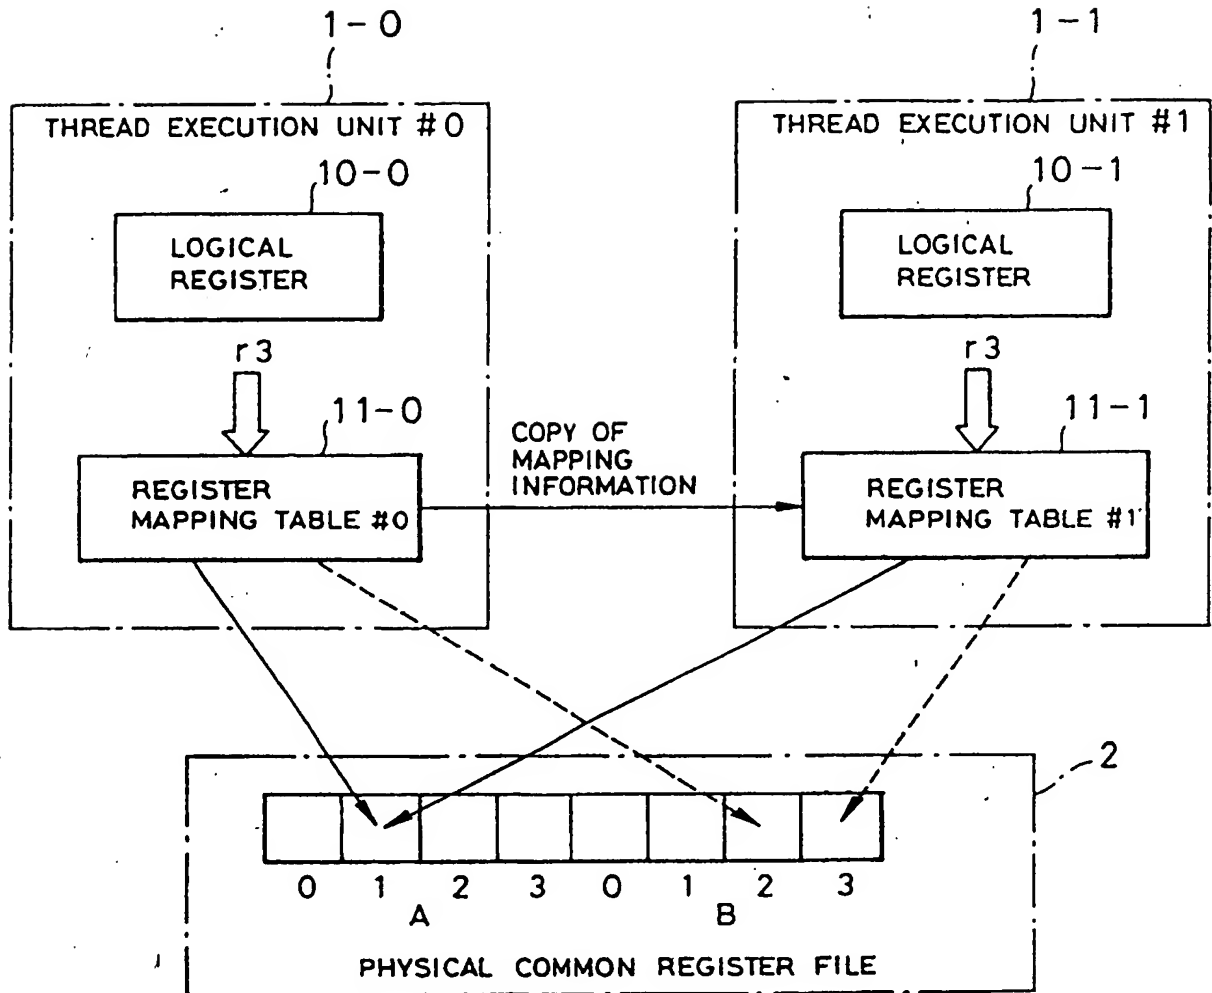 1-0
1-1
THREAD EXECUTION UNIT #0
THREAD EXECUTION UNIT #1
10-0
10-1
LOGICAL
REGISTER
LOGICAL
REGISTER
r3
r3
11-0
11-1
COPY OF
MAPPING
INFORMATION
REGISTER
MAPPING TABLE #0
REGISTER
MAPPING TABLE #1
2
0 1 2 3 0 1 2 3
A B
PHYSICAL COMMON REGISTER FILE